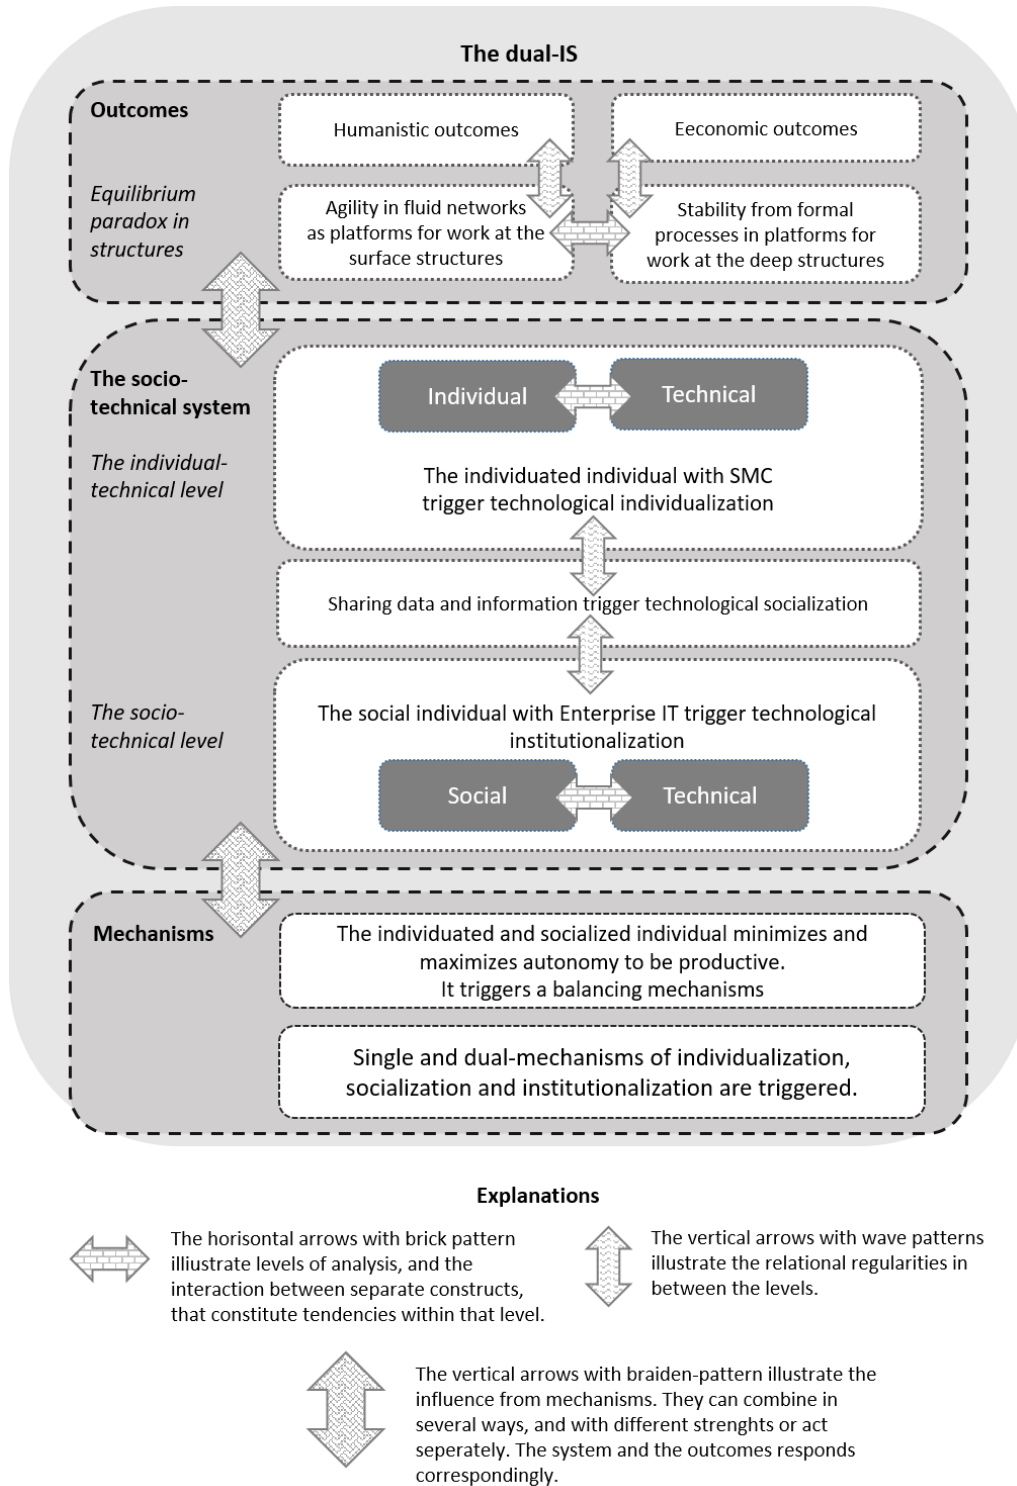 The dual-IS
Outcomes
Humanistic outcomes
Eeconomic outcomes
Equilibrium
paradox in
structures
Agility in fluid networks
as platforms for work at the
surface structures
Stability from formal
processes in platforms for
work at the deep structures
The socio-
technical system
Individual
Technical
The individual-
technical level
The individuated individual with SMC
trigger technological individualization
Sharing data and information trigger technological socialization
The socio-
technical level
The social individual with Enterprise IT trigger technological
institutionalization
Social
Technical
Mechanisms
The individuated and socialized individual minimizes and
maximizes autonomy to be productive.
It triggers a balancing mechanisms
Single and dual-mechanisms of individualization,
socialization and institutionalization are triggered.
Explanations
The horisontal arrows with brick pattern
illiustrate levels of analysis, and the
interaction between separate constructs,
that constitute tendencies within that level.
The vertical arrows with wave patterns
illustrate the relational regularities in
between the levels.
The vertical arrows with braiden-pattern illustrate the
influence from mechanisms. They can combine in
several ways, and with different strenghts or act
seperately. The system and the outcomes responds
correspondingly.